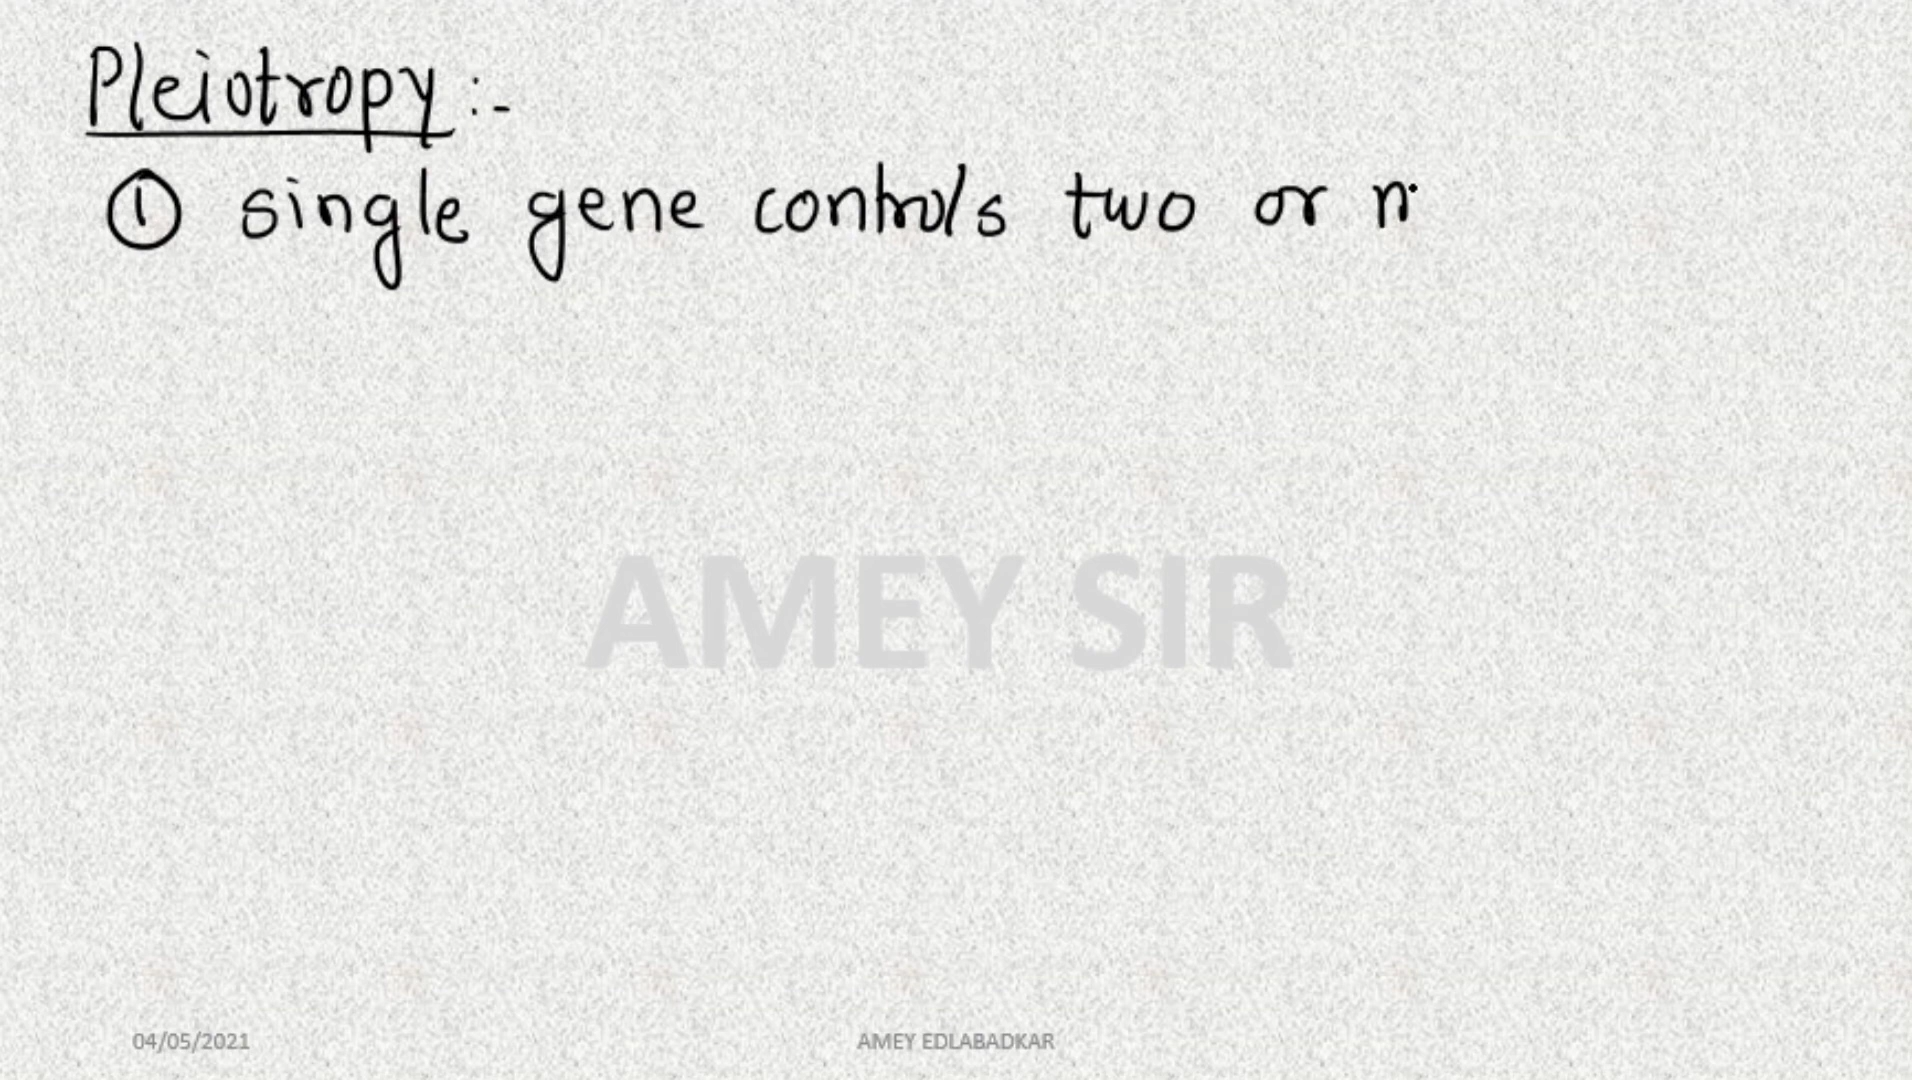 Pleiotropy :-
① single gene controls two or
AMEY SIR
04/05/2021
AMEY EDLABADKAR